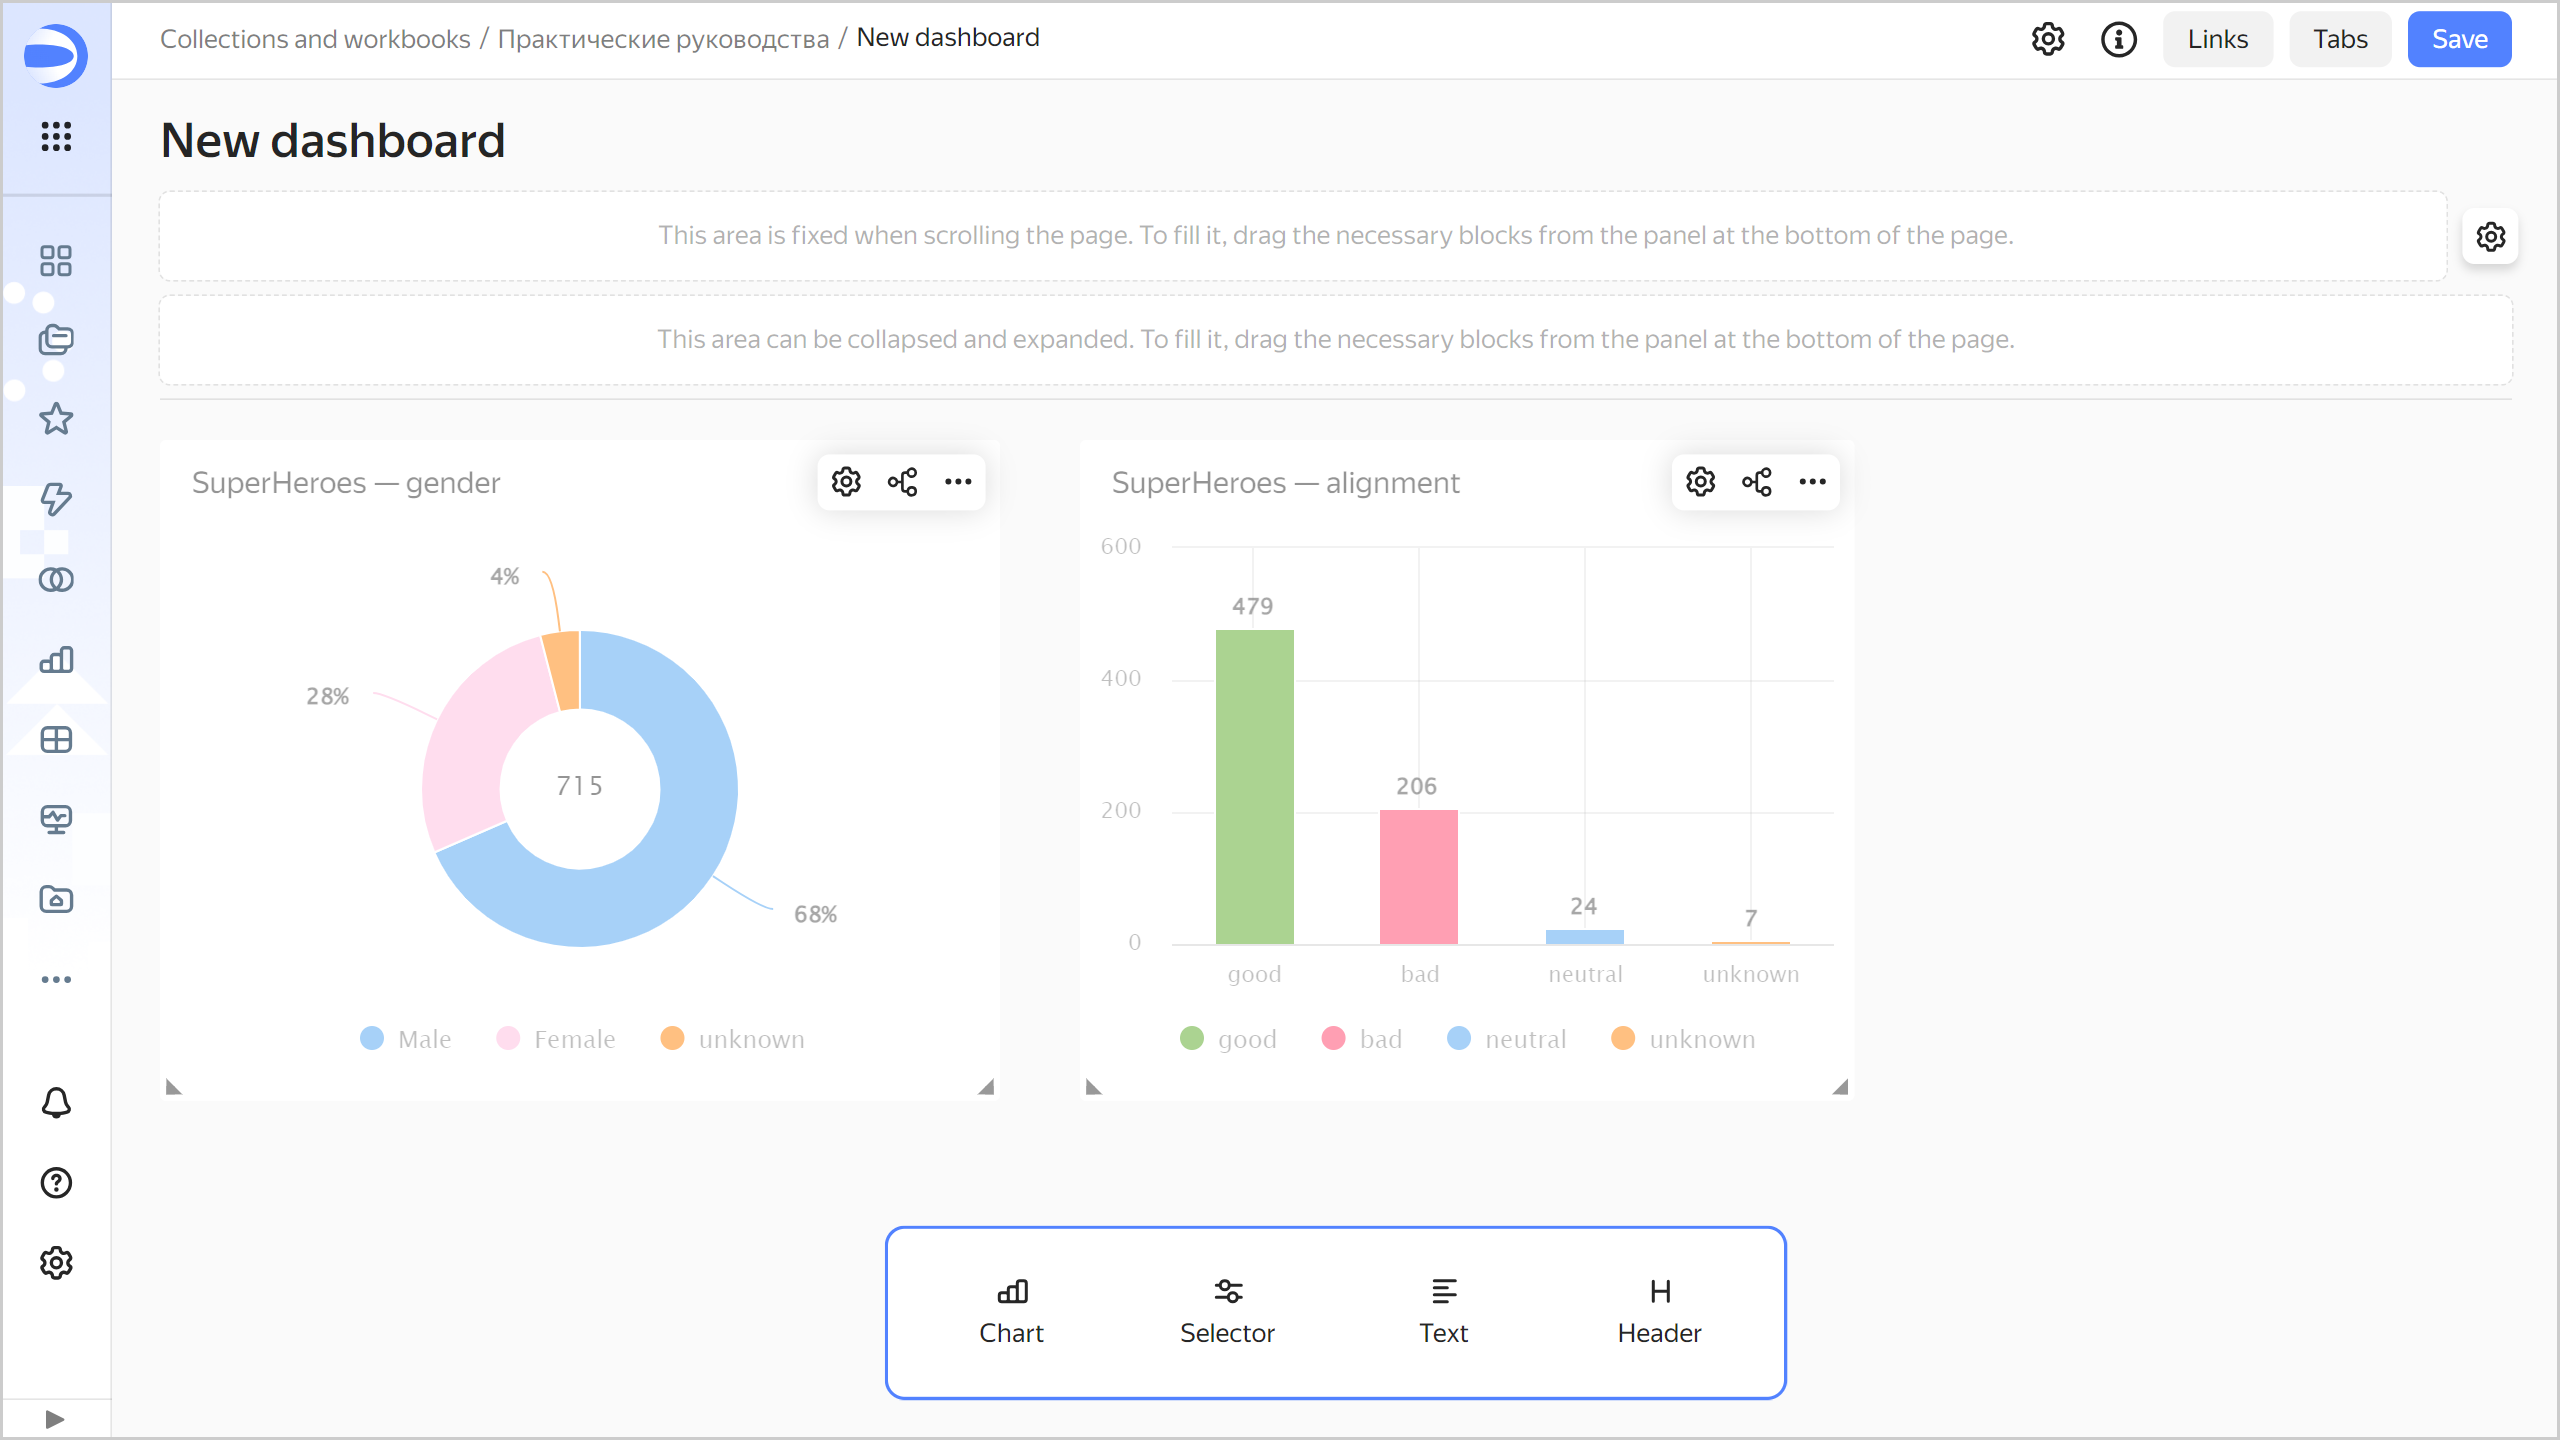 Collections and workbooks / Практические руководства / New dashboard
Links
Tabs
Save
New dashboard
This area is fixed when scrolling the page. To fill it, drag the necessary blocks from the panel at the bottom of the page.
This area can be collapsed and expanded. To fill it, drag the necessary blocks from the panel at the bottom of the page.
SuperHeroes — gender
4%
28%
715
68%
Male
Female
unknown
SuperHeroes — alignment
600
400
200
0
479
206
24
7
good
bad
neutral
unknown
good
bad
neutral
unknown
Chart
Selector
Text
Header